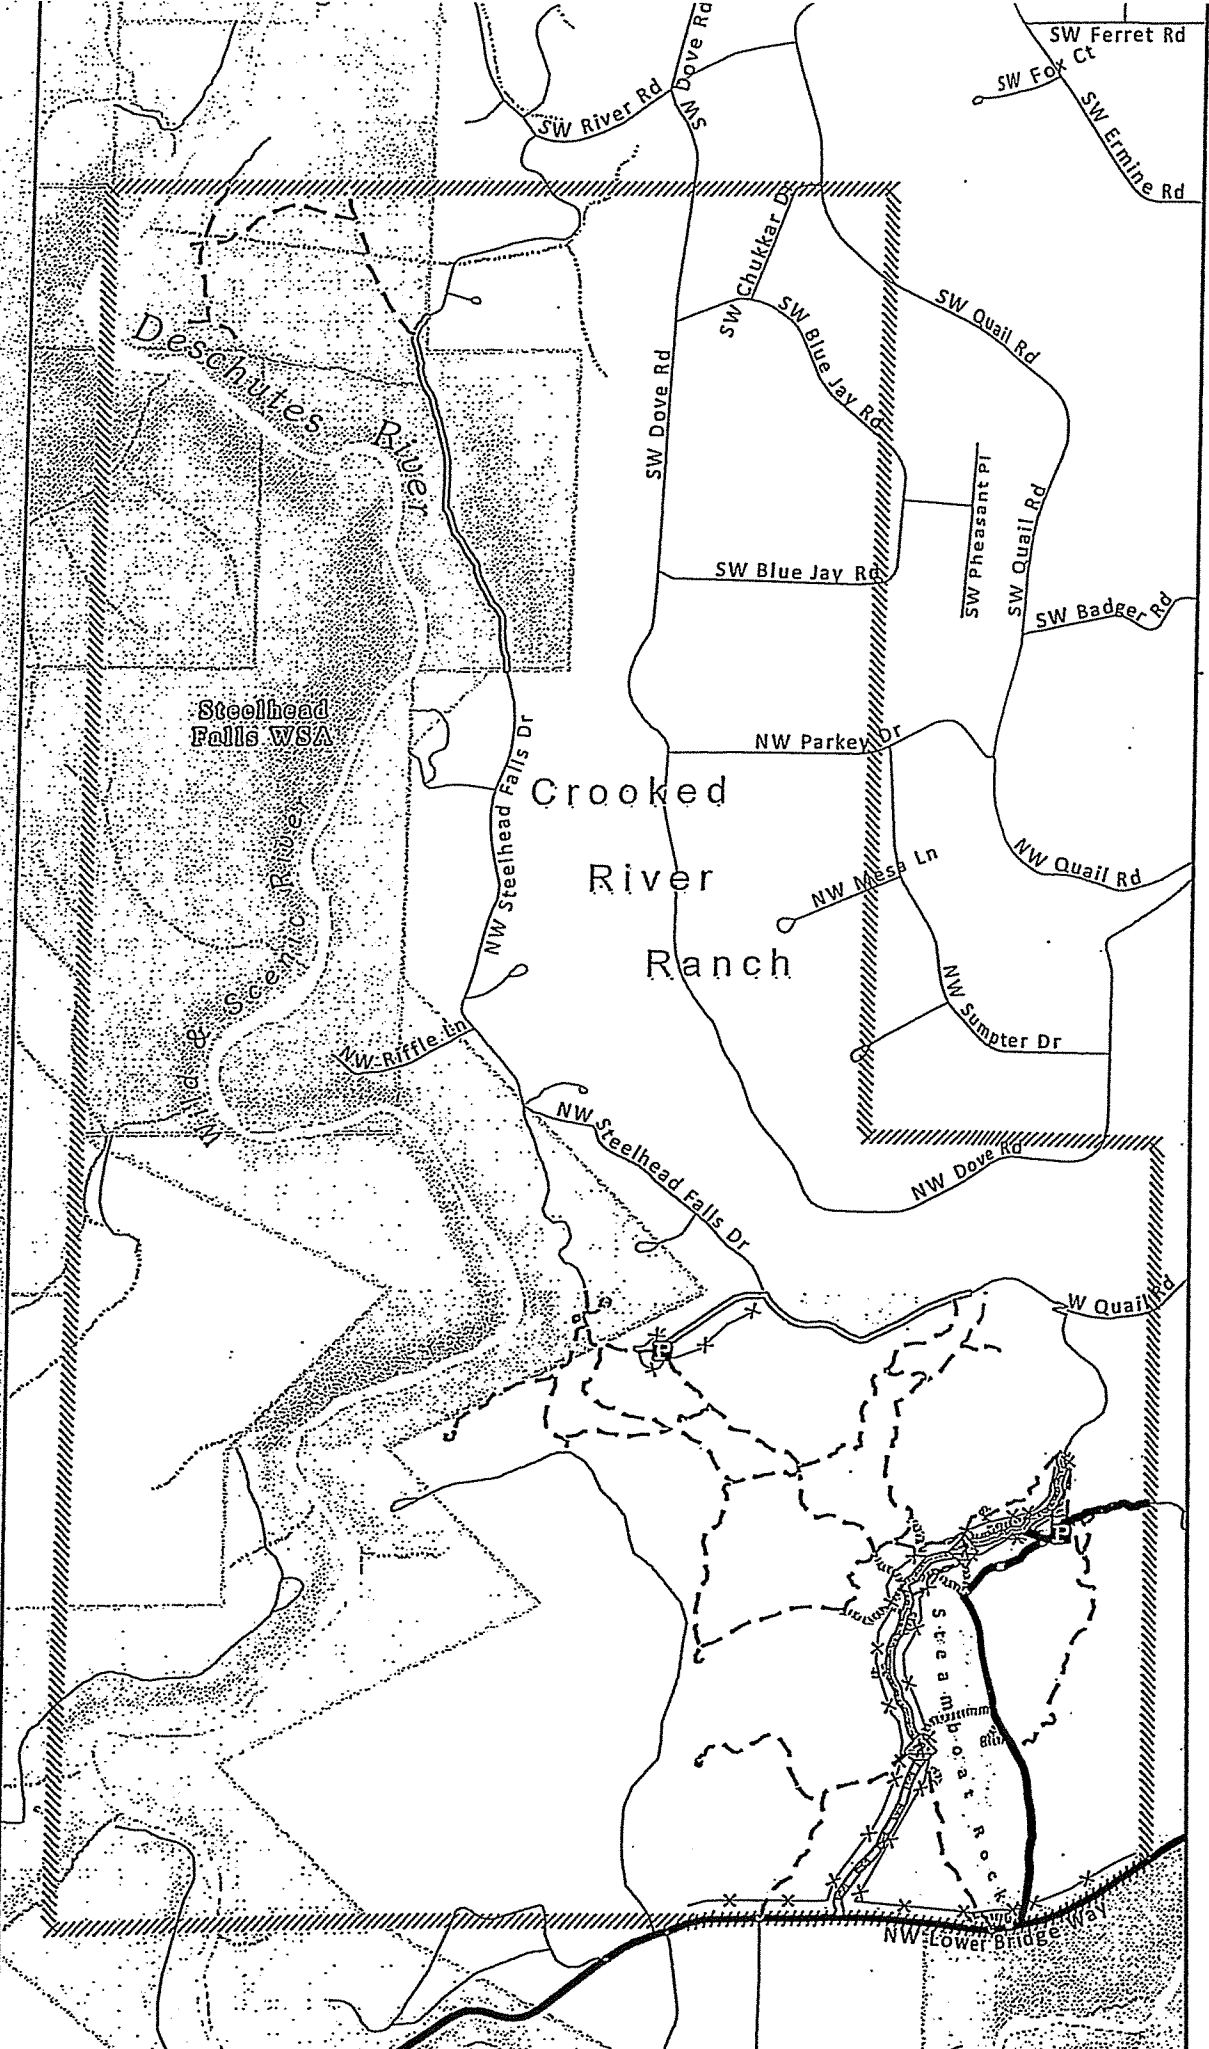 SW Ferret Rd
SW Fox Ct
SW Dove Rd
SW River Rd
SW Ermine Rd
SW Chukkar Dr
SW Quail Rd
SW Blue Jay Rd
Deschutes River
SW Dove Rd
SW Pheasant Pl
SW Quail Rd
SW Blue Jay Rd
SW Badger Rd
Steelhead
Falls WSA
NW Steelhead Falls Dr
NW Parkey Dr
Crooked
River
Ranch
NW Mesa Ln
NW Quail Rd
Wild & Scenic River
NW Sumpter Dr
NW Riffle Ln
NW Steelhead Falls Dr
NW Dove Rd
W Quail Rd
P
P
Steamboat Rock
NW Lower Bridge Way